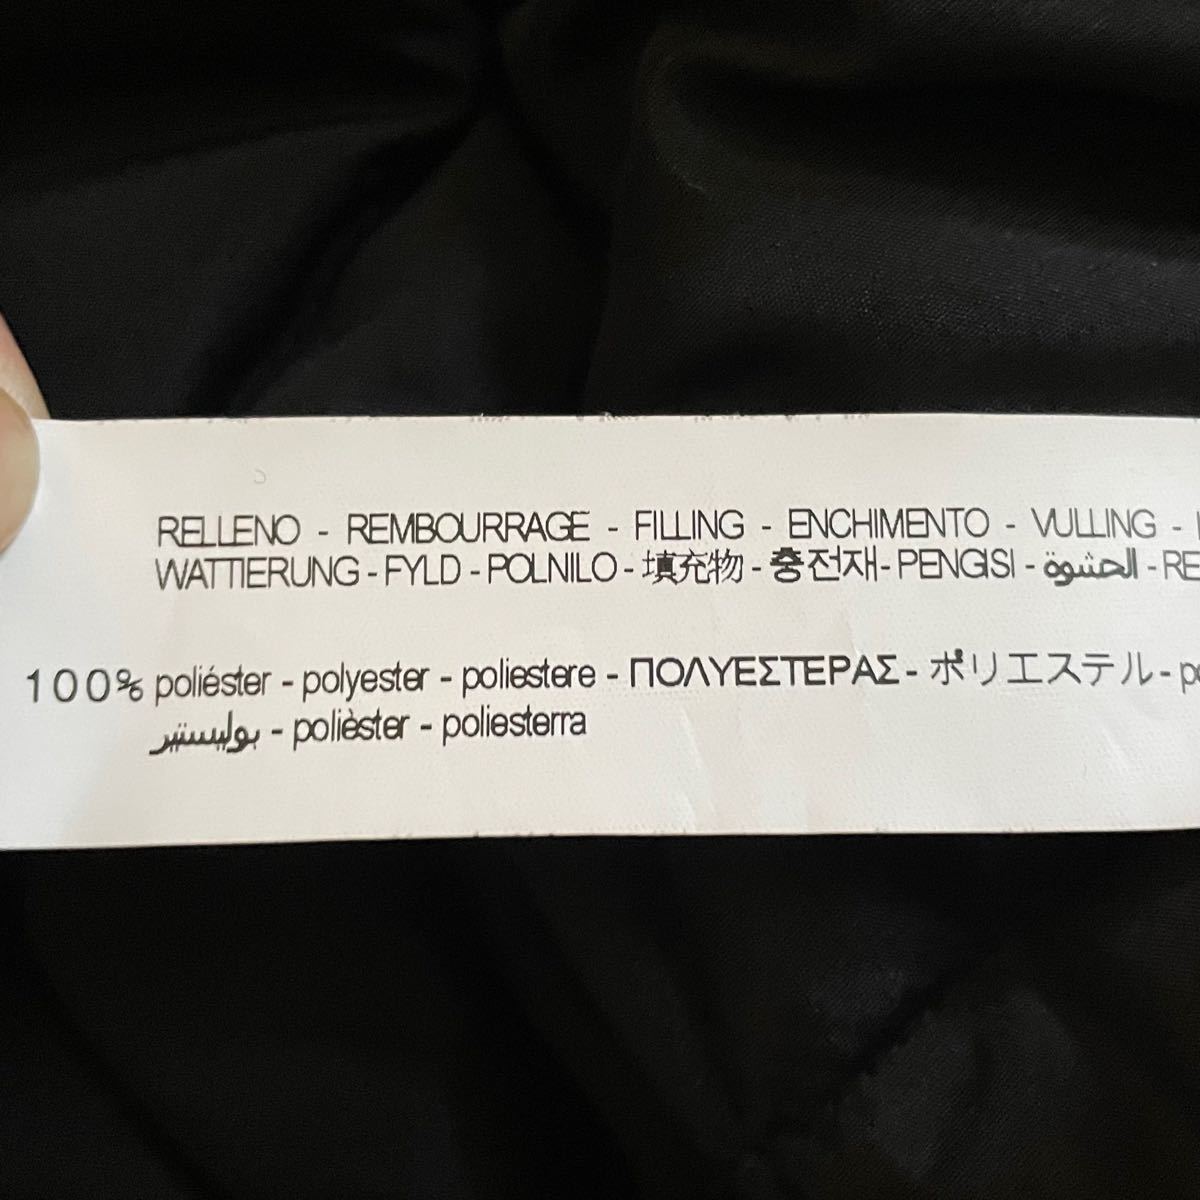 RELLENO - REMBOURRAGE - FILLING - ENCHIMENTO - VULLING -
WATTIERUNG - FYLD - POLNILO - 填充物 - 충전재 - PENGISI - الحشوة - RE
100% poliéster - polyester - poliestere - ΠΟΛΥΕΣΤΕΡΑΣ - ポリエステル - po
بوليستير - polièster - poliesterra